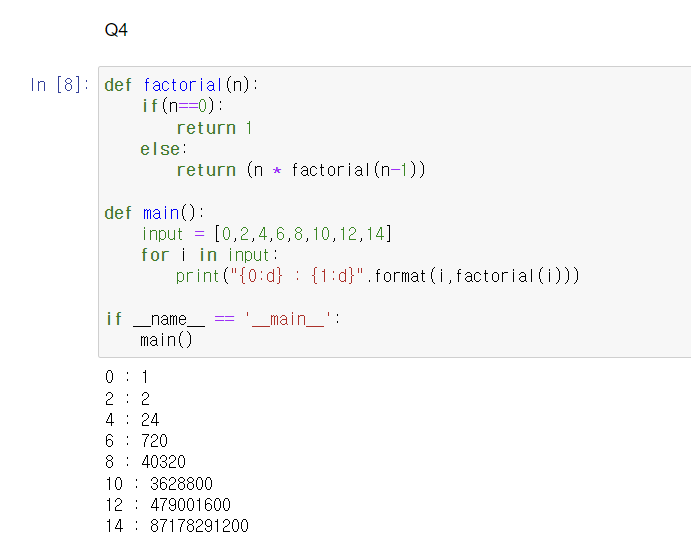 Q4
In [8]: def factorial(n):
    if(n==0):
        return 1
    else:
        return (n * factorial(n-1))

def main():
    input = [0,2,4,6,8,10,12,14]
    for i in input:
        print("{0:d} : {1:d}".format(i,factorial(i)))

if __name__ == '__main__':
    main()
0 : 1
2 : 2
4 : 24
6 : 720
8 : 40320
10 : 3628800
12 : 479001600
14 : 87178291200